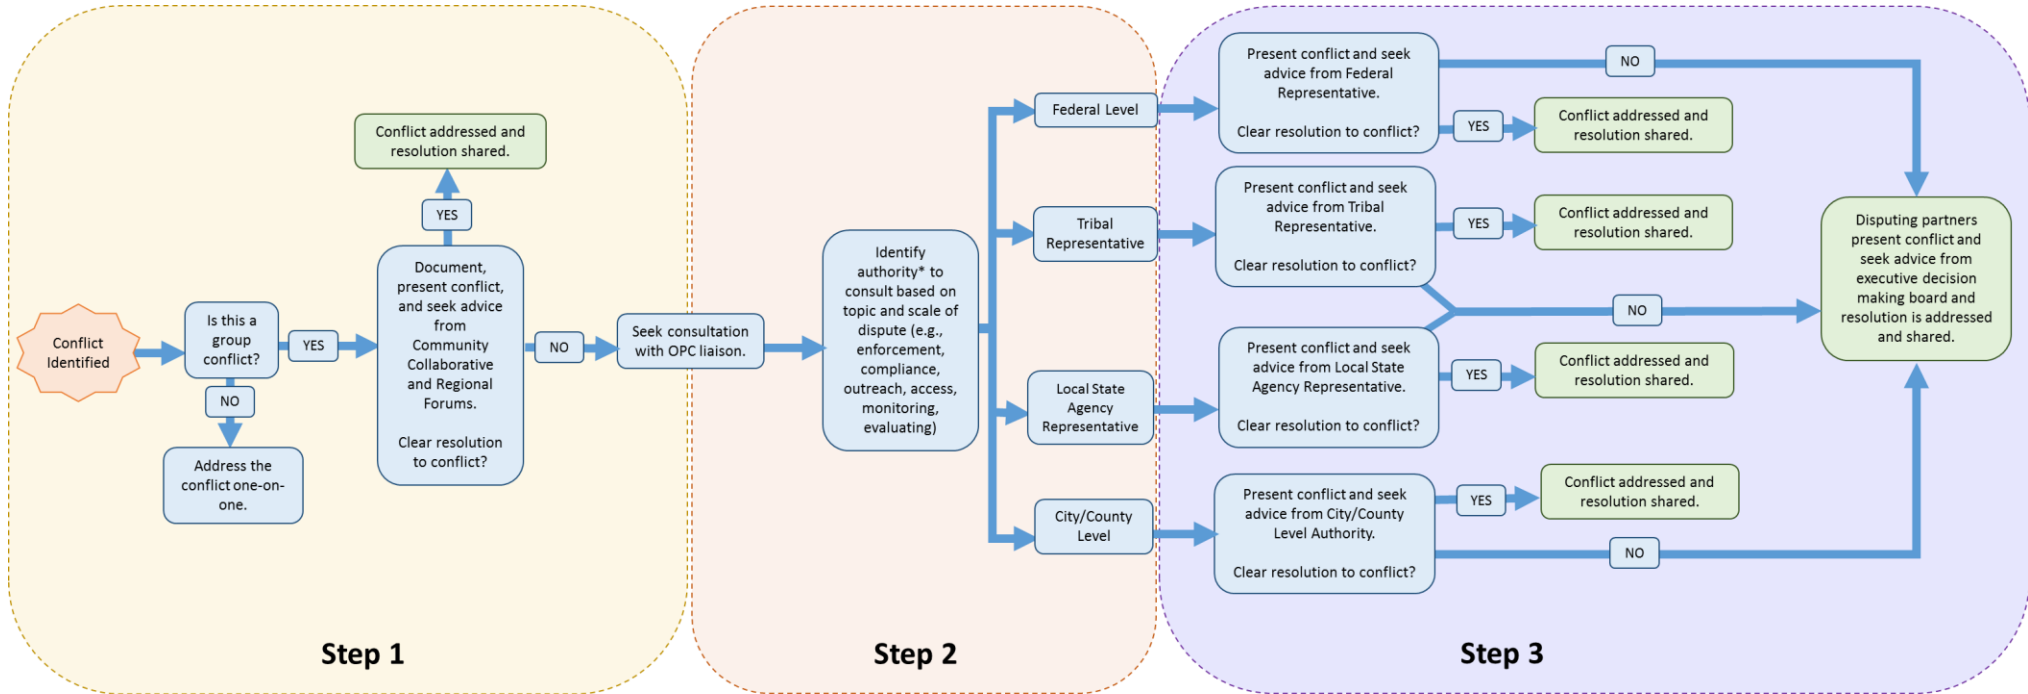 Conflict
Identified
Is this a
group
conflict?
YES
NO
Address the
conflict one-on-
one.
Conflict addressed and
resolution shared.
YES
Document,
present conflict,
and seek advice
from
Community
Collaborative
and Regional
Forums.
Clear resolution
to conflict?
NO
Seek consultation
with OPC liaison.
Step 1
Identify
authority* to
consult based on
topic and scale of
dispute (e.g.,
enforcement,
compliance,
outreach, access,
monitoring,
evaluating)
Federal Level
Tribal
Representative
Local State
Agency
Representative
City/County
Level
Step 2
Present conflict and seek
advice from Federal
Representative.
Clear resolution to conflict?
NO
YES
Conflict addressed and
resolution shared.
Present conflict and seek
advice from Tribal
Representative.
Clear resolution to conflict?
YES
Conflict addressed and
resolution shared.
NO
Present conflict and seek
advice from Local State
Agency Representative.
Clear resolution to conflict?
YES
Conflict addressed and
resolution shared.
Present conflict and seek
advice from City/County
Level Authority.
Clear resolution to conflict?
YES
Conflict addressed and
resolution shared.
NO
Disputing partners
present conflict and
seek advice from
executive decision
making board and
resolution is addressed
and shared.
Step 3